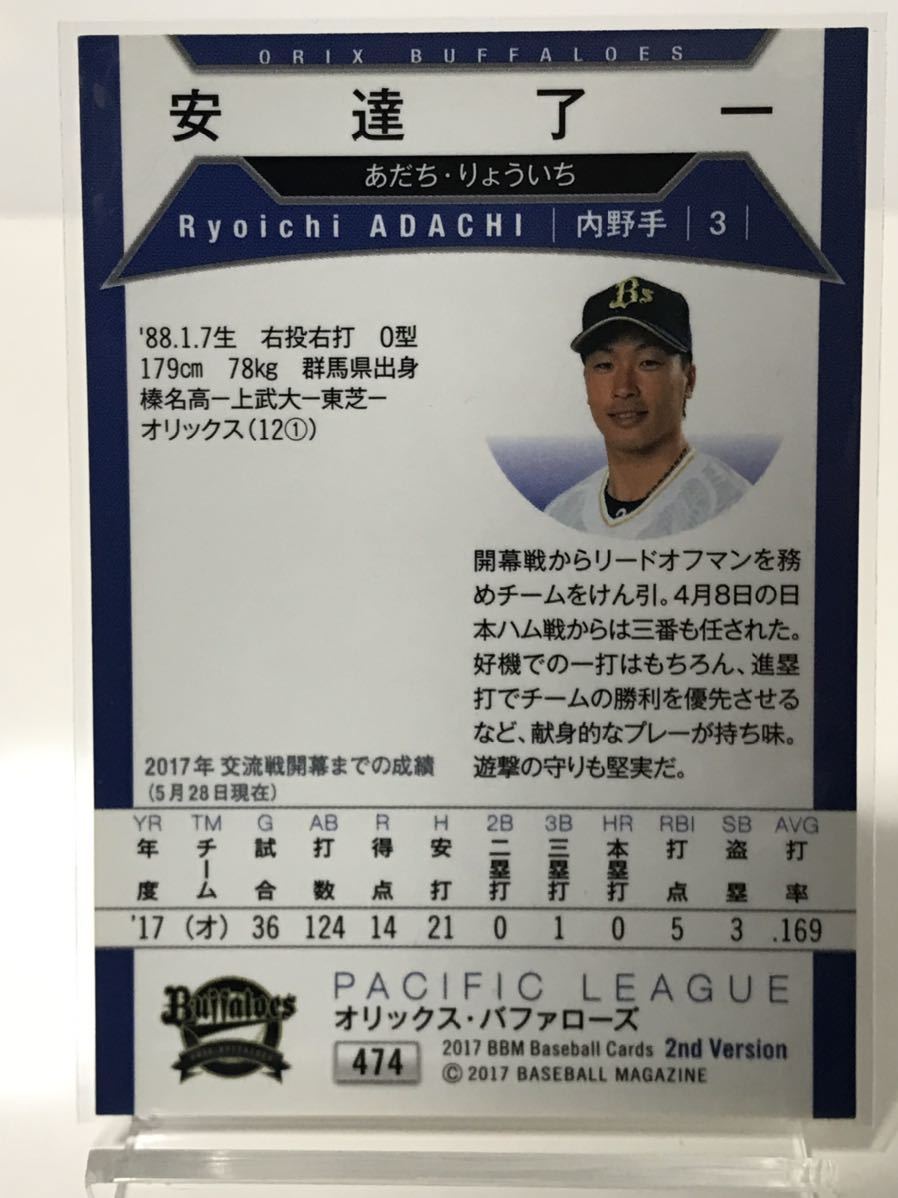 ORIX BUFFALOES
安達了一
あだち・りょういち
Ryoichi ADACHI | 内野手 | 3 |
'88.1.7生 右投右打 O型
179cm 78kg 群馬県出身
榛名高ー上武大ー東芝ー
オリックス(12①)
Bs
開幕戦からリードオフマンを務
めチームをけん引。4月8日の日
本ハム戦からは三番も任された。
好機での一打はもちろん、進塁
打でチームの勝利を優先させる
など、献身的なプレーが持ち味。
遊撃の守りも堅実だ。
2017年 交流戦開幕までの成績
(5月28日現在)
YR TM G AB R H 2B 3B HR RBI SB AVG
年度 チーム 試合 打数 得点 安打 二塁打 三塁打 本塁打 打点 盗塁 打率
'17 (オ) 36 124 14 21 0 1 0 5 3 .169
Buffaloes
PACIFIC LEAGUE
オリックス・バファローズ
474
2017 BBM Baseball Cards 2nd Version
© 2017 BASEBALL MAGAZINE